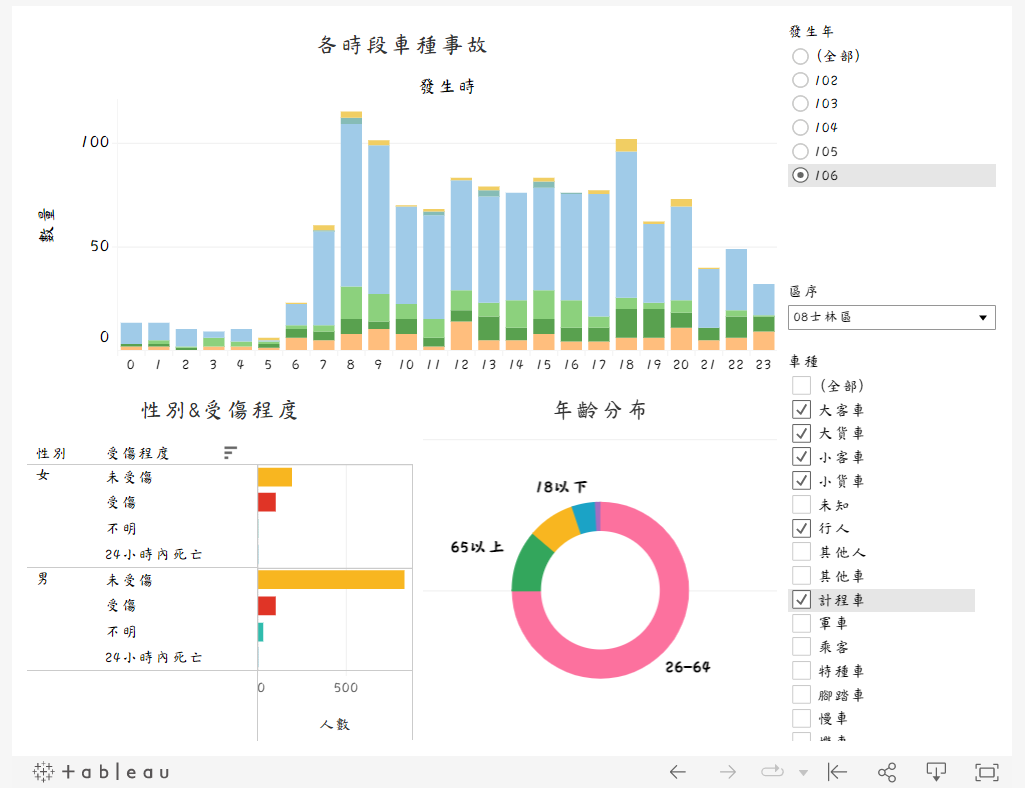 各時段車種事故
發生時
數量
100
50
0
0 1 2 3 4 5 6 7 8 9 10 11 12 13 14 15 16 17 18 19 20 21 22 23
性別&受傷程度
性別 受傷程度
女 未受傷
受傷
不明
24小時內死亡
男 未受傷
受傷
不明
24小時內死亡
0 500
人數
年齡分布
18以下
65以上
26-64
發生年
(全部)
102
103
104
105
106
區序
08士林區
車種
(全部)
大客車
大貨車
小客車
小貨車
未知
行人
其他人
其他車
計程車
軍車
乘客
特種車
腳踏車
慢車
+ableau